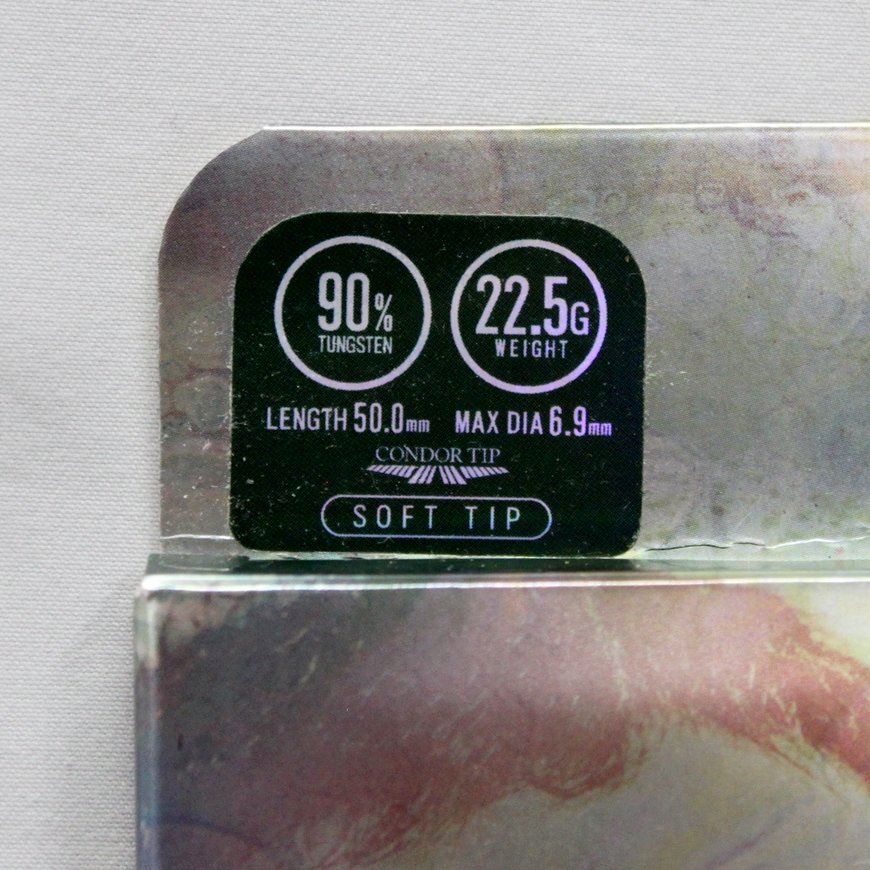 90%
TUNGSTEN
22.5G
WEIGHT
LENGTH 50.0mm MAX DIA 6.9mm
CONDOR TIP
SOFT TIP